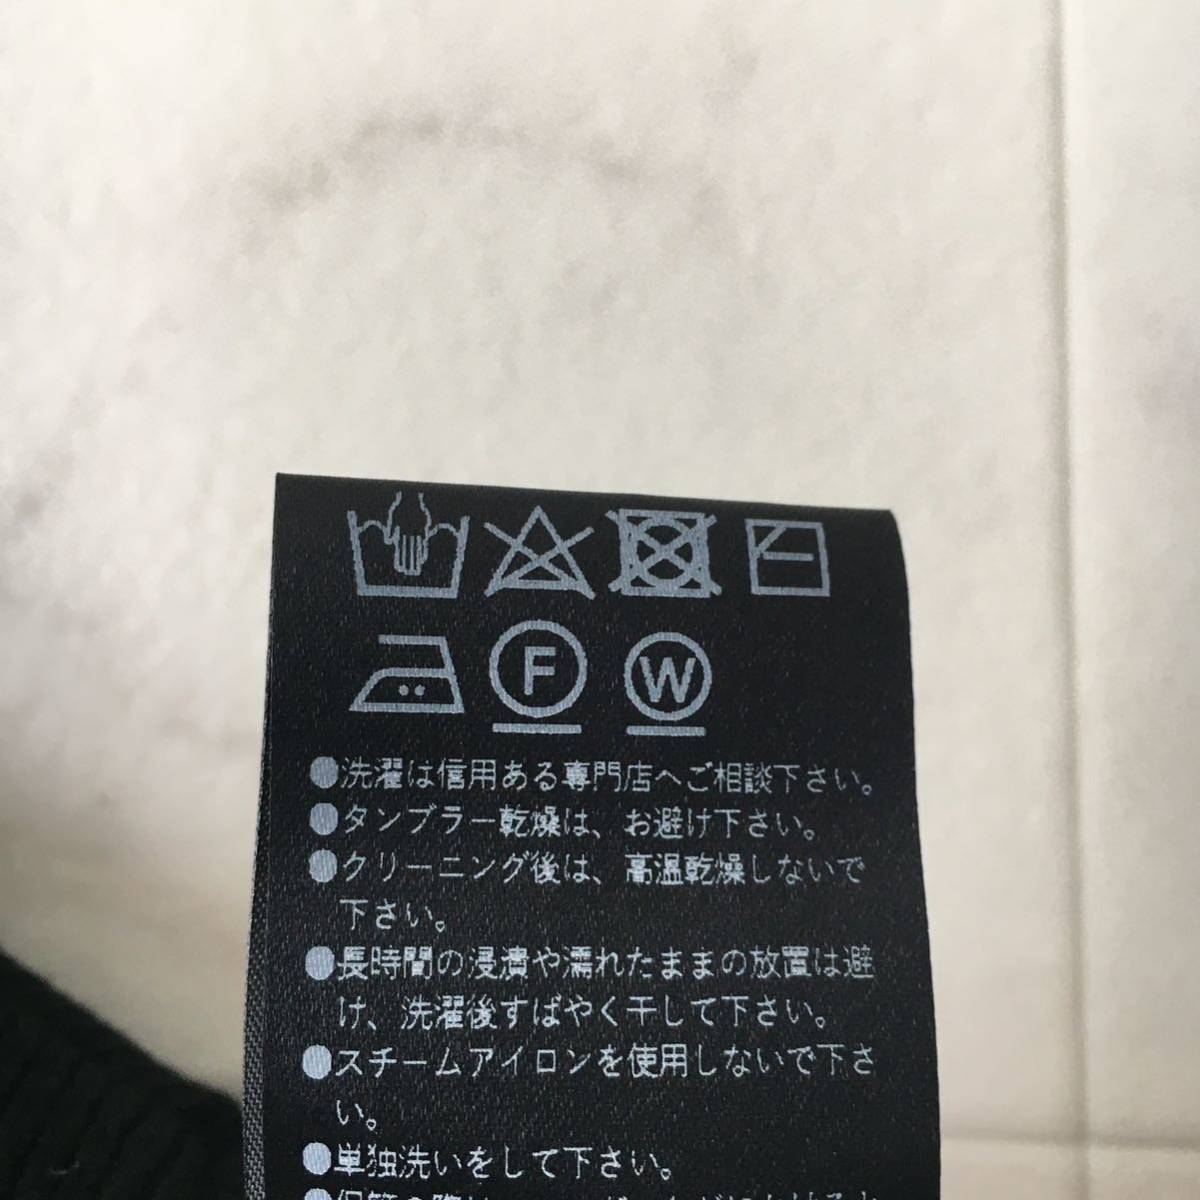 F W
●洗濯は信用ある専門店へご相談下さい。
●タンブラー乾燥は、お避け下さい。
●クリーニング後は、高温乾燥しないで
下さい。
●長時間の浸漬や濡れたままの放置は避
け、洗濯後すばやく干して下さい。
●スチームアイロンを使用しないで下さ
い。
●単独洗いをして下さい。